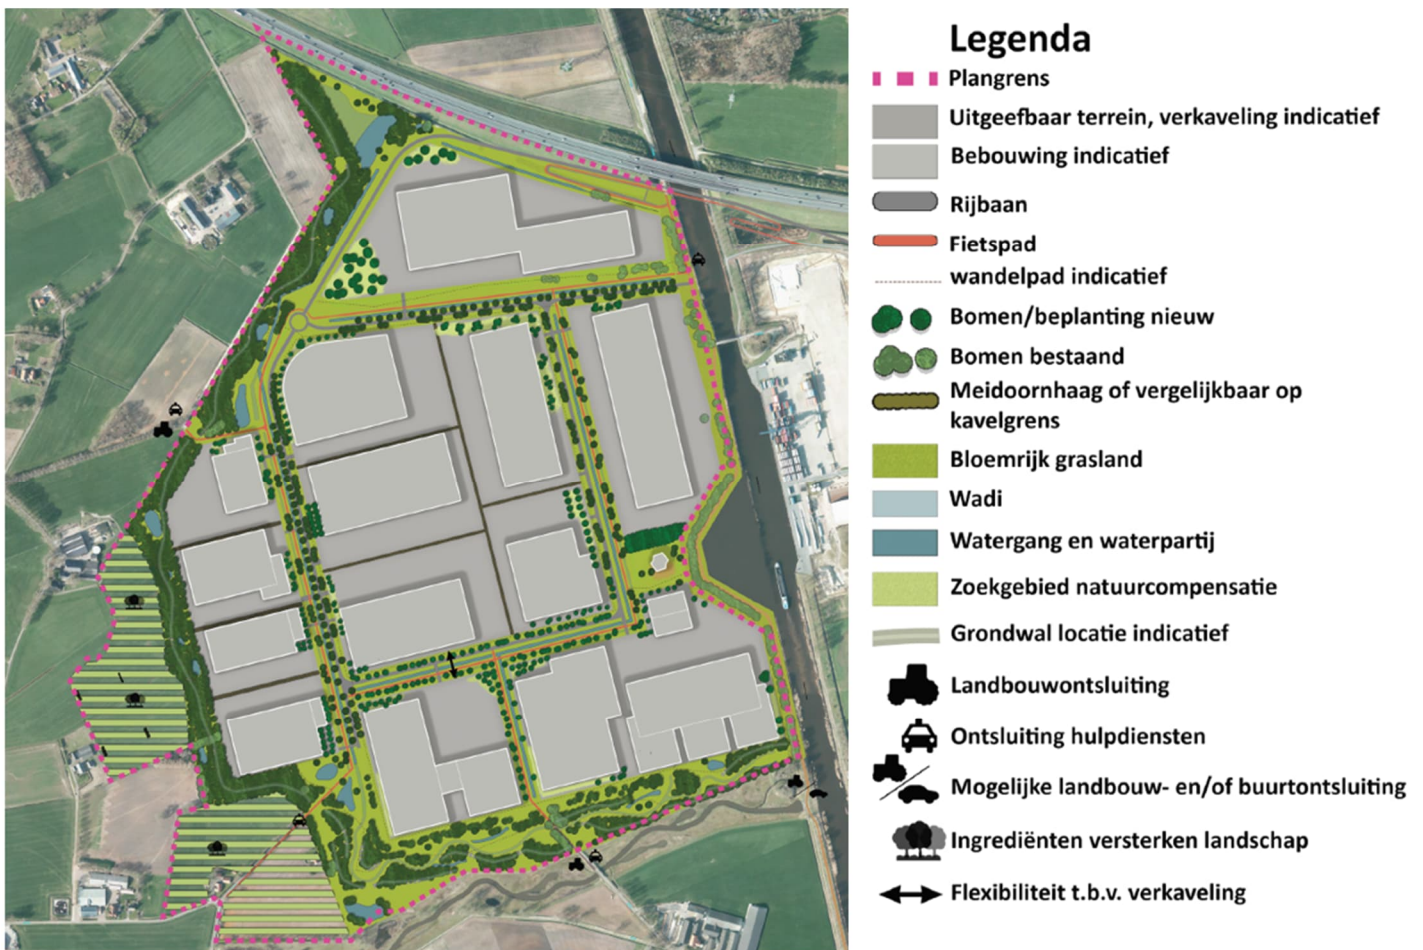 Legenda
Plangrens
Uitgeefbaar terrein, verkaveling indicatief
Bebouwing indicatief
Rijbaan
Fietspad
wandelpad indicatief
Bomen/beplanting nieuw
Bomen bestaand
Meidoornhaag of vergelijkbaar op
kavelgrens
Bloemrijk grasland
Wadi
Watergang en waterpartij
Zoekgebied natuurcompensatie
Grondwal locatie indicatief
Landbouwontsluiting
Ontsluiting hulpdiensten
Mogelijke landbouw- en/of buurtontsluiting
Ingrediënten versterken landschap
Flexibiliteit t.b.v. verkaveling